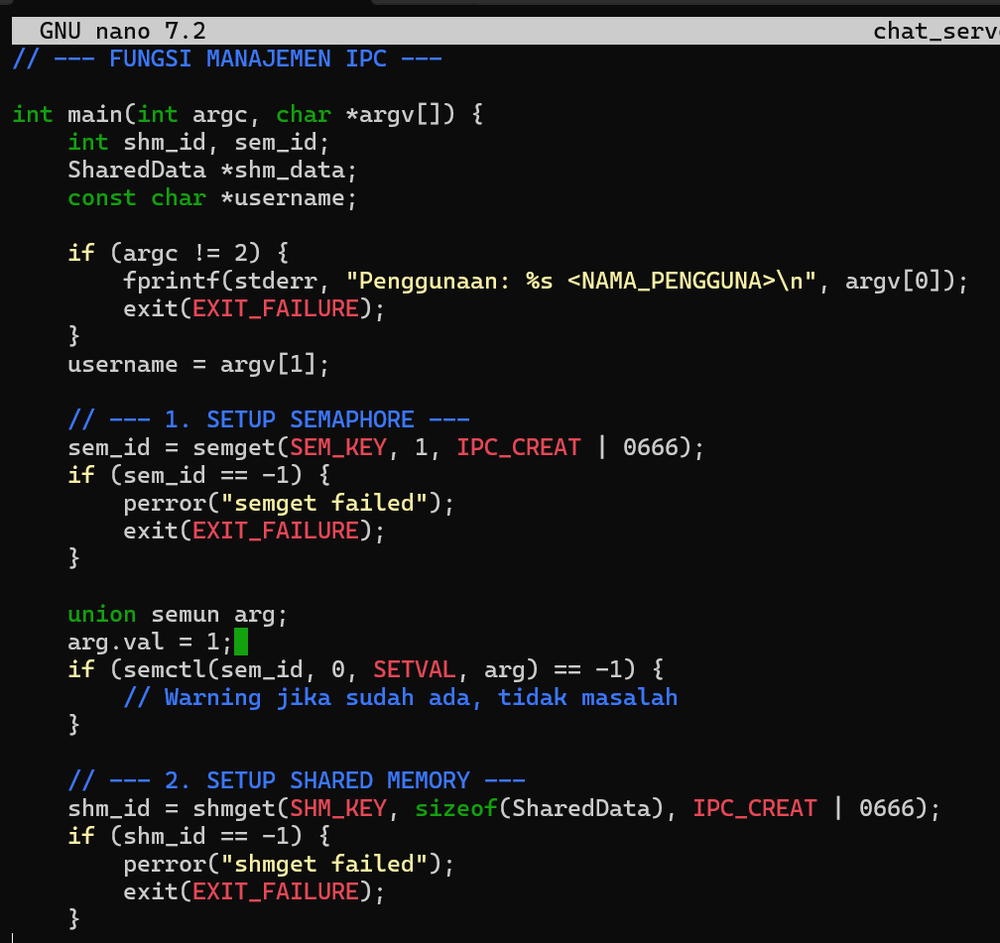 GNU nano 7.2 chat_serv
// --- FUNGSI MANAJEMEN IPC ---
int main(int argc, char *argv[]) {
    int shm_id, sem_id;
    SharedData *shm_data;
    const char *username;

    if (argc != 2) {
        fprintf(stderr, "Penggunaan: %s <NAMA_PENGGUNA>\n", argv[0]);
        exit(EXIT_FAILURE);
    }
    username = argv[1];

    // --- 1. SETUP SEMAPHORE ---
    sem_id = semget(SEM_KEY, 1, IPC_CREAT | 0666);
    if (sem_id == -1) {
        perror("semget failed");
        exit(EXIT_FAILURE);
    }

    union semun arg;
    arg.val = 1;
    if (semctl(sem_id, 0, SETVAL, arg) == -1) {
        // Warning jika sudah ada, tidak masalah
    }

    // --- 2. SETUP SHARED MEMORY ---
    shm_id = shmget(SHM_KEY, sizeof(SharedData), IPC_CREAT | 0666);
    if (shm_id == -1) {
        perror("shmget failed");
        exit(EXIT_FAILURE);
    }